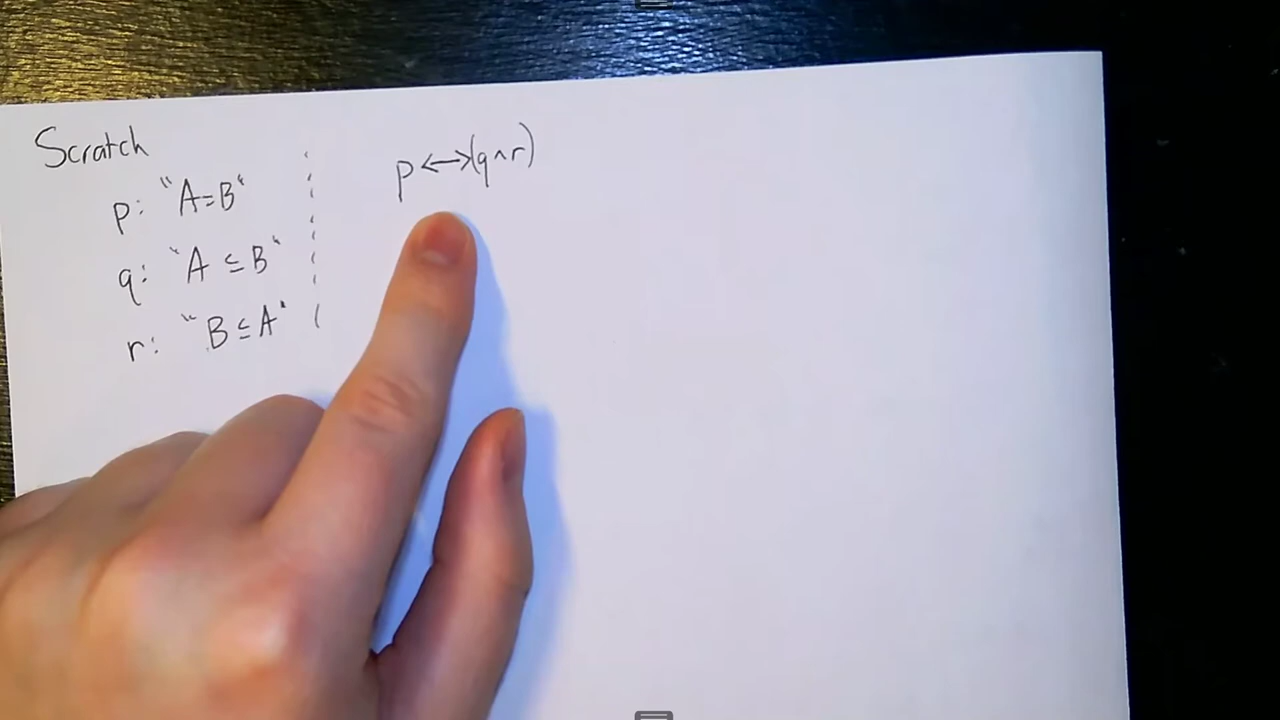 Scratch
p: "A=B"
q: "A ⊆ B"
r: "B ⊆ A"
p ↔ (q ∧ r)